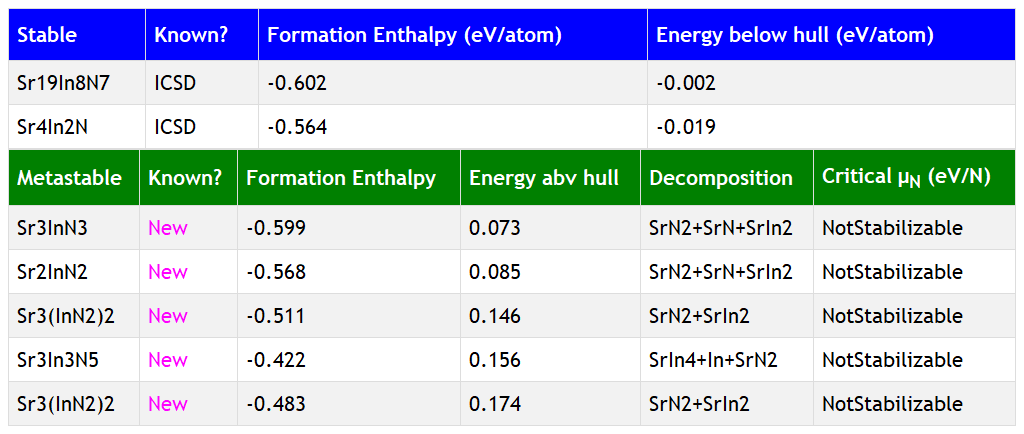 Stable Known? Formation Enthalpy (eV/atom) Energy below hull (eV/atom)
Sr19In8N7 ICSD -0.602 -0.002
Sr4In2N ICSD -0.564 -0.019
Metastable Known? Formation Enthalpy Energy abv hull Decomposition Critical μN (eV/N)
Sr3InN3 New -0.599 0.073 SrN2+SrN+SrIn2 NotStabilizable
Sr2InN2 New -0.568 0.085 SrN2+SrN+SrIn2 NotStabilizable
Sr3(InN2)2 New -0.511 0.146 SrN2+SrIn2 NotStabilizable
Sr3In3N5 New -0.422 0.156 SrIn4+In+SrN2 NotStabilizable
Sr3(InN2)2 New -0.483 0.174 SrN2+SrIn2 NotStabilizable